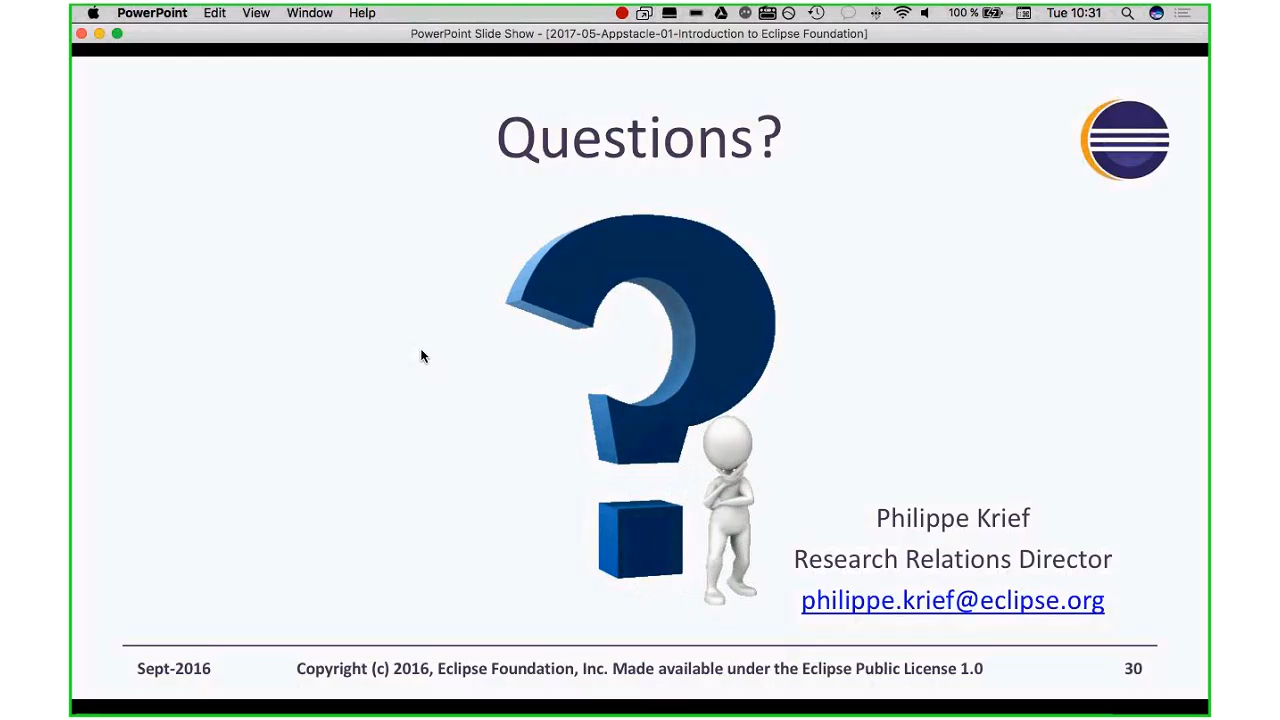 PowerPoint Edit View Window Help 100 % Tue 10:31
PowerPoint Slide Show - [2017-05-Appstacle-01-Introduction to Eclipse Foundation]
Questions?
Philippe Krief
Research Relations Director
philippe.krief@eclipse.org
Sept-2016 Copyright (c) 2016, Eclipse Foundation, Inc. Made available under the Eclipse Public License 1.0 30